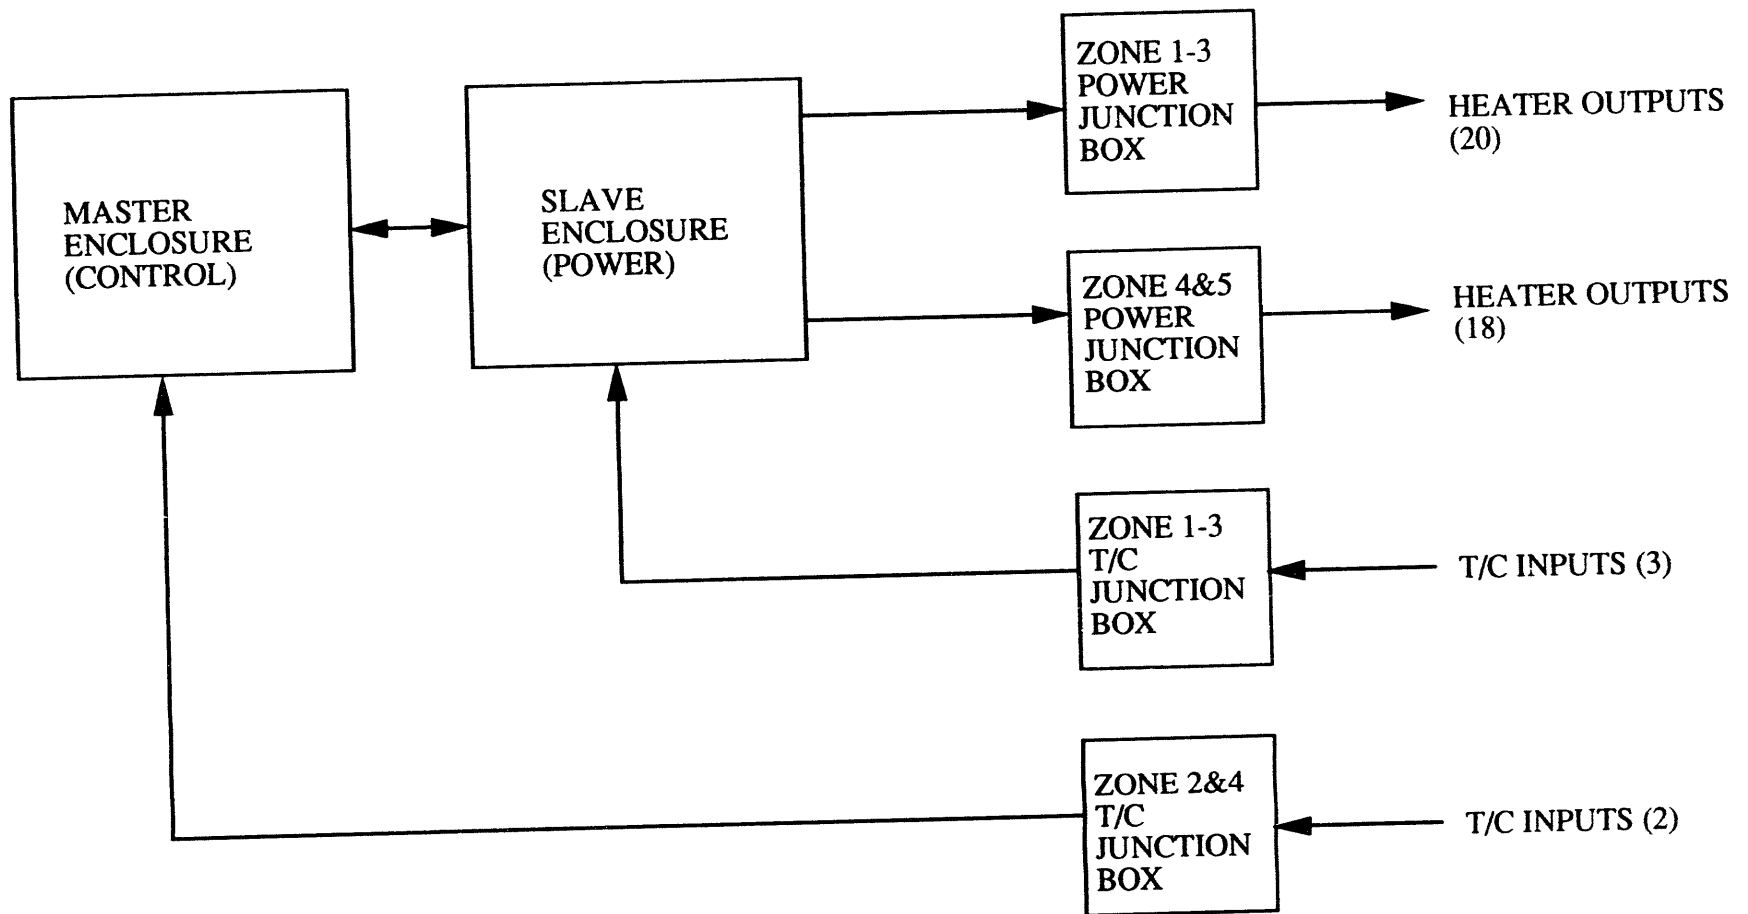 MASTER
ENCLOSURE
(CONTROL)
SLAVE
ENCLOSURE
(POWER)
ZONE 1-3
POWER
JUNCTION
BOX
HEATER OUTPUTS
(20)
ZONE 4&5
POWER
JUNCTION
BOX
HEATER OUTPUTS
(18)
ZONE 1-3
T/C
JUNCTION
BOX
T/C INPUTS (3)
ZONE 2&4
T/C
JUNCTION
BOX
T/C INPUTS (2)